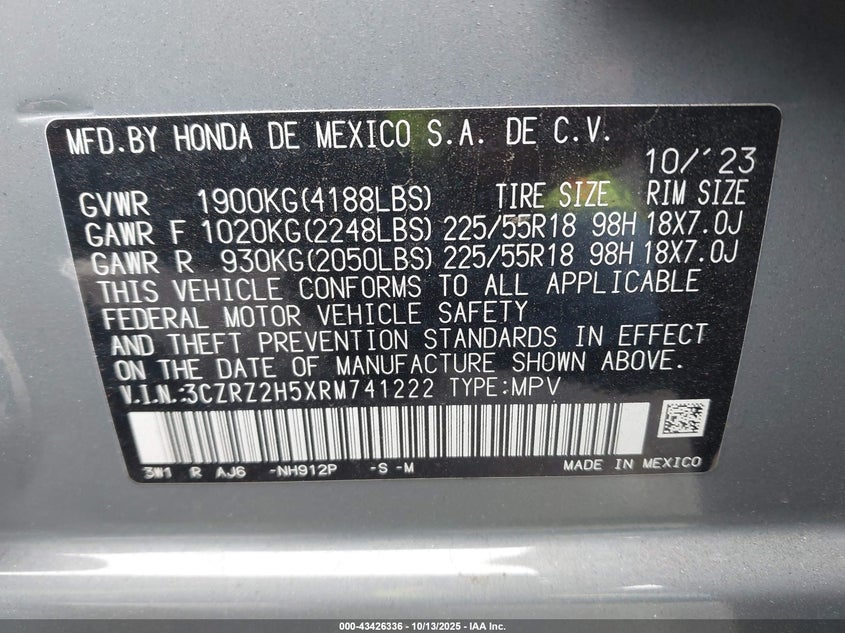 MFD.BY HONDA DE MEXICO S.A. DE C.V.
10/'23
GVWR 1900KG(4188LBS) TIRE SIZE RIM SIZE
GAWR F 1020KG(2248LBS) 225/55R18 98H 18X7.0J
GAWR R 930KG(2050LBS) 225/55R18 98H 18X7.0J
THIS VEHICLE CONFORMS TO ALL APPLICABLE
FEDERAL MOTOR VEHICLE SAFETY
AND THEFT PREVENTION STANDARDS IN EFFECT
ON THE DATE OF MANUFACTURE SHOWN ABOVE.
V.I.N.:3CZRZ2H5XRM741222 TYPE:MPV
3W1 R AJ6 -NH912P -S -M MADE IN MEXICO
000-43426336 - 10/13/2025 - IAA Inc.